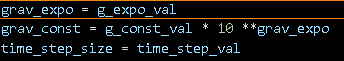 grav_expo = g_expo_val
grav_const = g_const_val * 10 **grav_expo
time_step_size = time_step_val